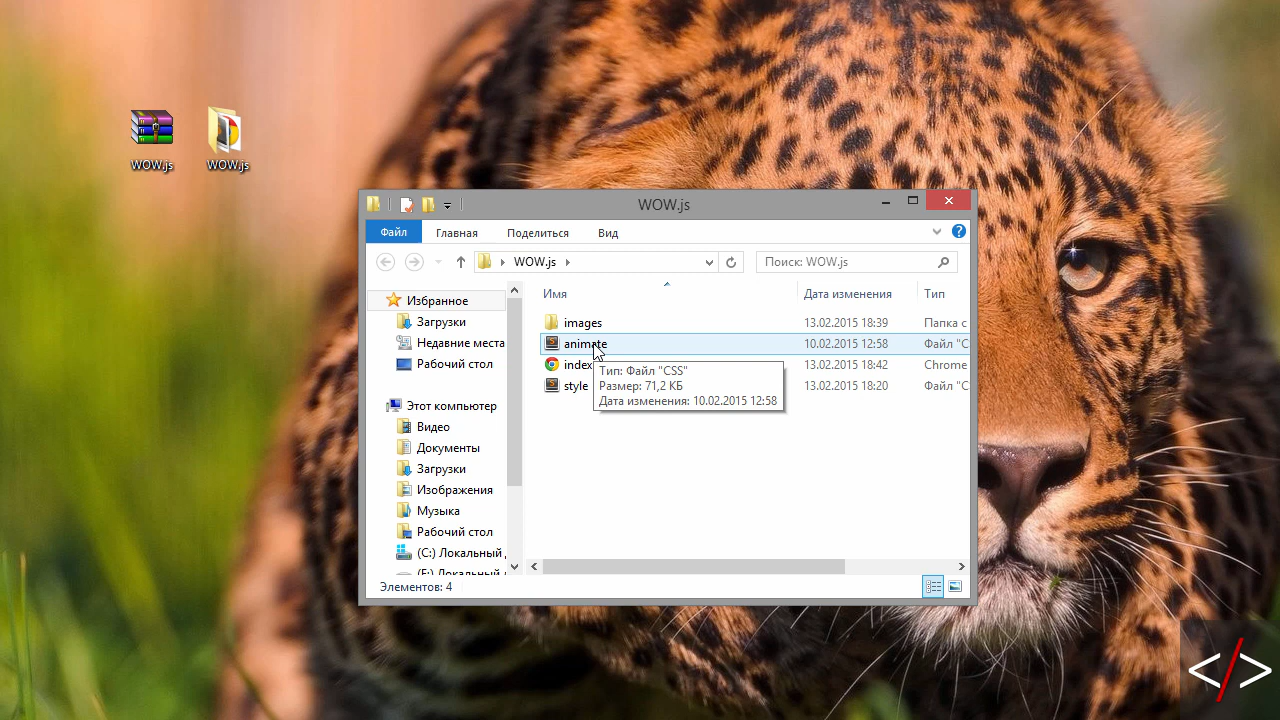 WOW.js
WOW.js
WOW.js
Файл
Главная
Поделиться
Вид
WOW.js
Поиск: WOW.js
Имя
Дата изменения
Тип
Избранное
Загрузки
Недавние места
Рабочий стол
Этот компьютер
Видео
Документы
Загрузки
Изображения
Музыка
Рабочий стол
(C:) Локальный
images 13.02.2015 18:39 Папка с
animate 10.02.2015 12:58 Файл "C
index 13.02.2015 18:42 Chrome
style 13.02.2015 18:20 Файл "C
Тип: Файл "CSS"
Размер: 71,2 КБ
Дата изменения: 10.02.2015 12:58
Элементов: 4
</>